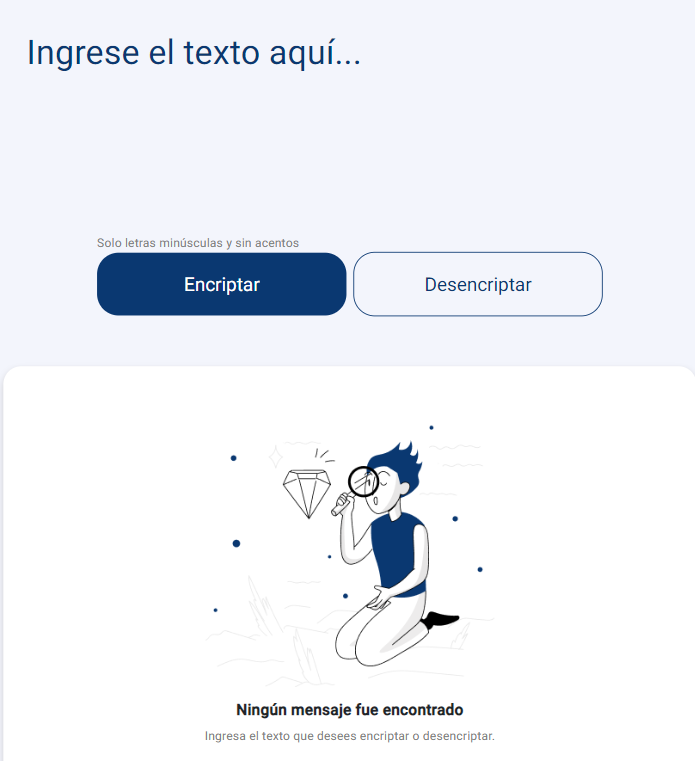 Ingrese el texto aquí...
Solo letras minúsculas y sin acentos
Encriptar
Desencriptar
Ningún mensaje fue encontrado
Ingresa el texto que desees encriptar o desencriptar.